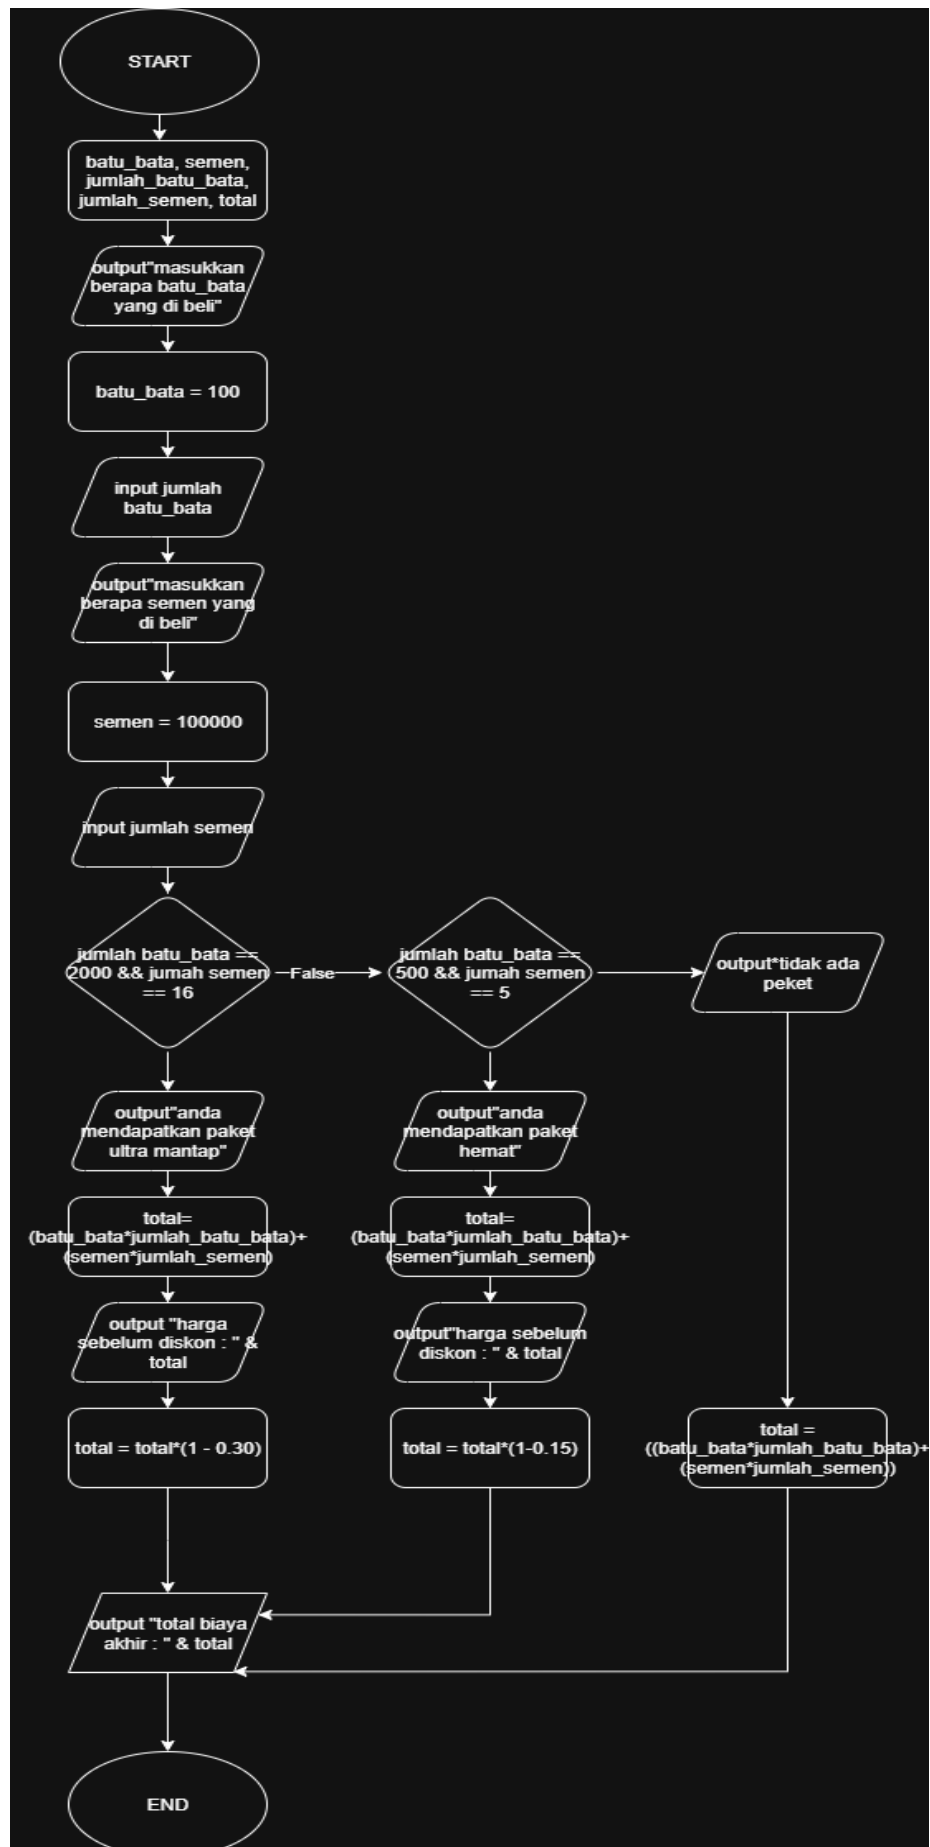 START
batu_bata, semen,
jumlah_batu_bata,
jumlah_semen, total
output"masukkan
berapa batu_bata
yang di beli"
batu_bata = 100
input jumlah
batu_bata
output"masukkan
berapa semen yang
di beli"
semen = 100000
input jumlah semen
jumlah batu_bata ==
2000 && jumah semen
== 16
False
jumlah batu_bata ==
500 && jumah semen
== 5
output*tidak ada
peket
output"anda
mendapatkan paket
ultra mantap"
total=
(batu_bata*jumlah_batu_bata)+
(semen*jumlah_semen)
output "harga
sebelum diskon : " &
total
total = total*(1 - 0.30)
output"anda
mendapatkan paket
hemat"
total=
(batu_bata*jumlah_batu_bata)+
(semen*jumlah_semen)
output"harga sebelum
diskon : " & total
total = total*(1-0.15)
total =
((batu_bata*jumlah_batu_bata)+
(semen*jumlah_semen))
output "total biaya
akhir : " & total
END